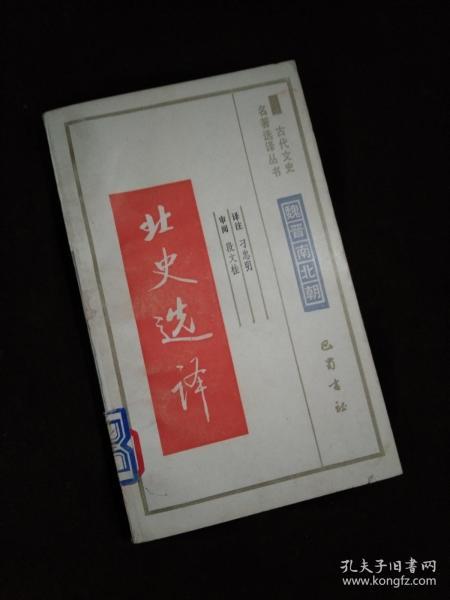 古代文史
名著选译丛书
魏晋南北朝
巴蜀书社
译注 刁忠明
审阅 段文桂
北史选译
孔夫子旧书网
www.kongfz.com